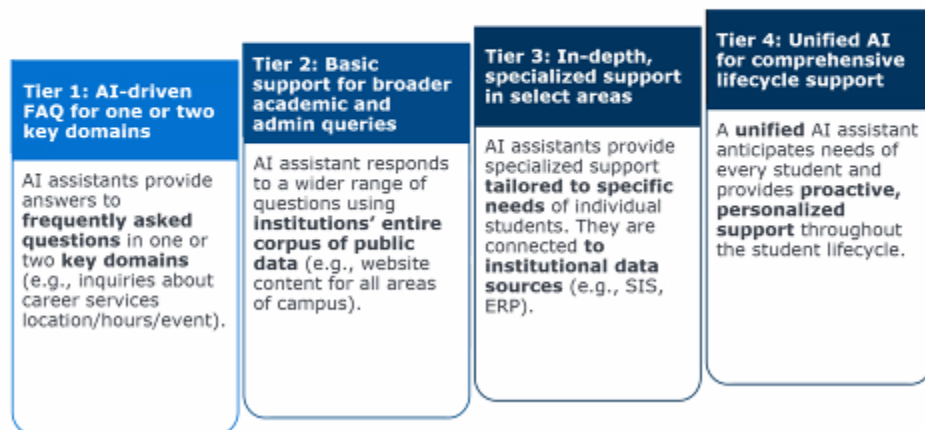 Tier 1: AI-driven
FAQ for one or two
key domains
AI assistants provide
answers to
frequently asked
questions in one or
two key domains
(e.g., inquiries about
career services
location/hours/event).
Tier 2: Basic
support for broader
academic and
admin queries
AI assistant responds
to a wider range of
questions using
institutions’ entire
corpus of public
data (e.g., website
content for all areas
of campus).
Tier 3: In-depth,
specialized support
in select areas
AI assistants provide
specialized support
tailored to specific
needs of individual
students. They are
connected to
institutional data
sources (e.g., SIS,
ERP).
Tier 4: Unified AI
for comprehensive
lifecycle support
A unified AI assistant
anticipates needs of
every student and
provides proactive,
personalized
support throughout
the student lifecycle.